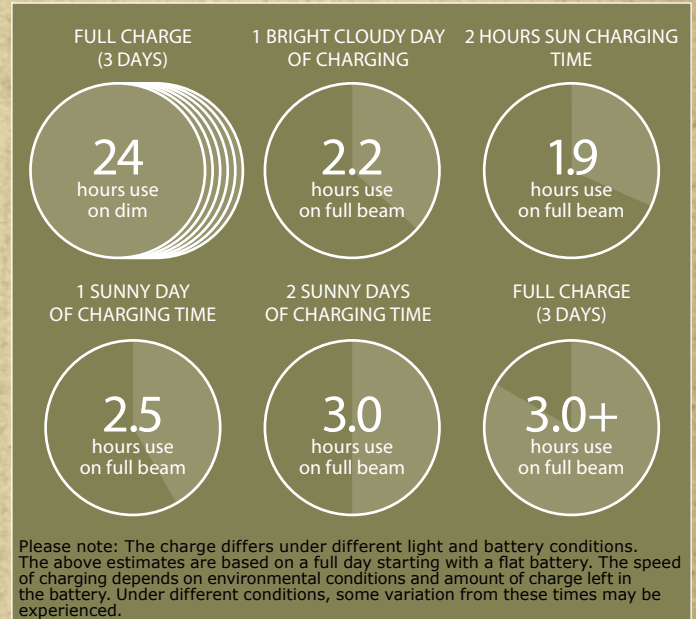 FULL CHARGE
(3 DAYS)
24
hours use
on dim
1 BRIGHT CLOUDY DAY
OF CHARGING
2.2
hours use
on full beam
2 HOURS SUN CHARGING
TIME
1.9
hours use
on full beam
1 SUNNY DAY
OF CHARGING TIME
2.5
hours use
on full beam
2 SUNNY DAYS
OF CHARGING TIME
3.0
hours use
on full beam
FULL CHARGE
(3 DAYS)
3.0+
hours use
on full beam
Please note: The charge differs under different light and battery conditions.
The above estimates are based on a full day starting with a flat battery. The speed
of charging depends on environmental conditions and amount of charge left in
the battery. Under different conditions, some variation from these times may be
experienced.